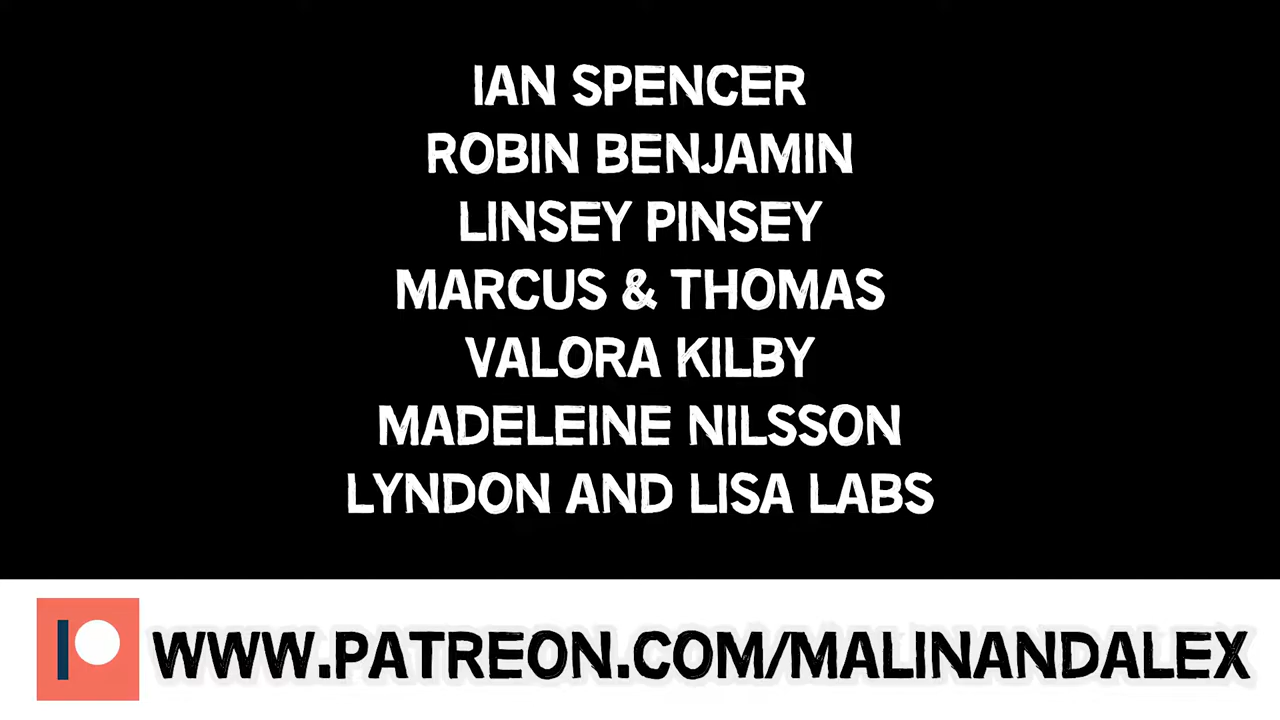 IAN SPENCER
ROBIN BENJAMIN
LINSEY PINSEY
MARCUS & THOMAS
VALORA KILBY
MADELEINE NILSSON
LYNDON AND LISA LABS
WWW.PATREON.COM/MALINANDALEX